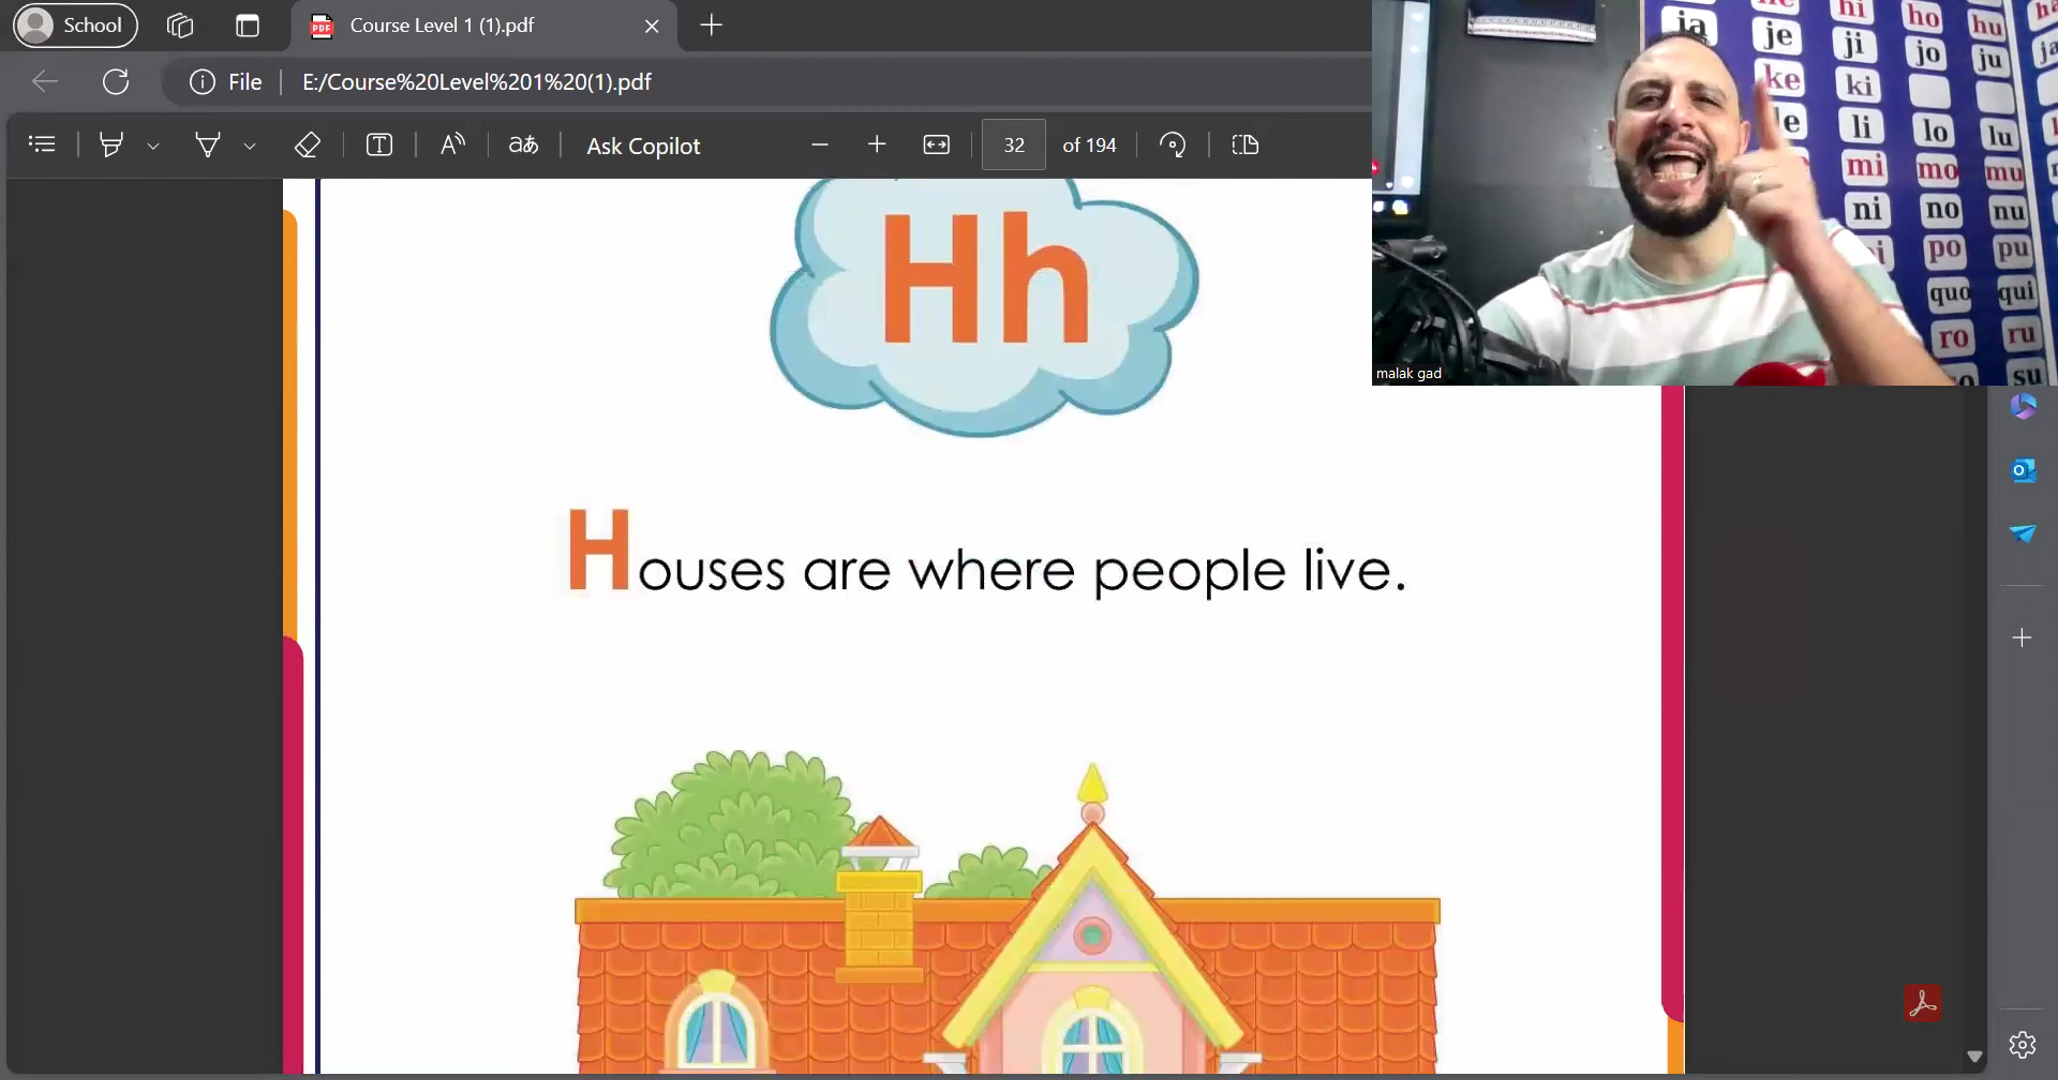 School
Course Level 1 (1).pdf
File
E:/Course%20Level%201%20(1).pdf
aあ
Ask Copilot
32
of 194
Hh
Houses are where people live.
malak gad
hi ho hu
ja je ji jo ju
ke ki
li lo lu
mi mo mu
ni no nu
po pu
quo qui
ro ru
su